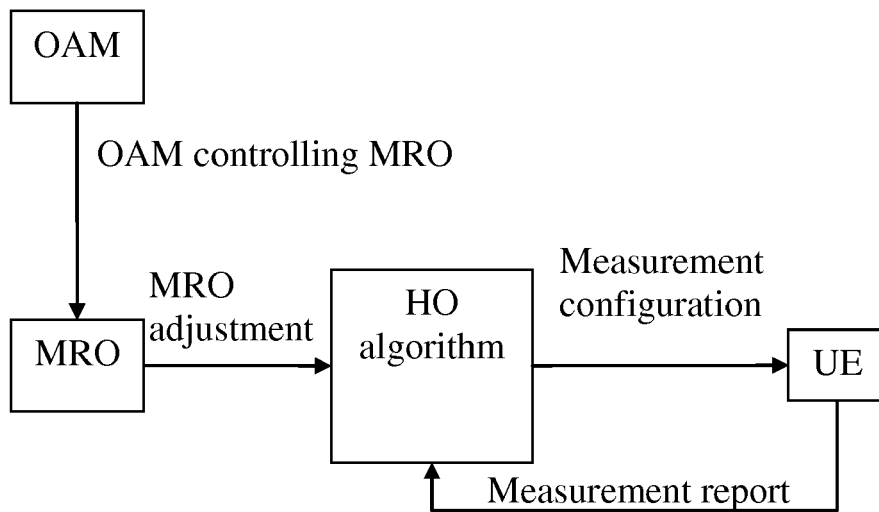 OAM
OAM controlling MRO
MRO
adjustment
MRO
HO
algorithm
Measurement
configuration
UE
Measurement report